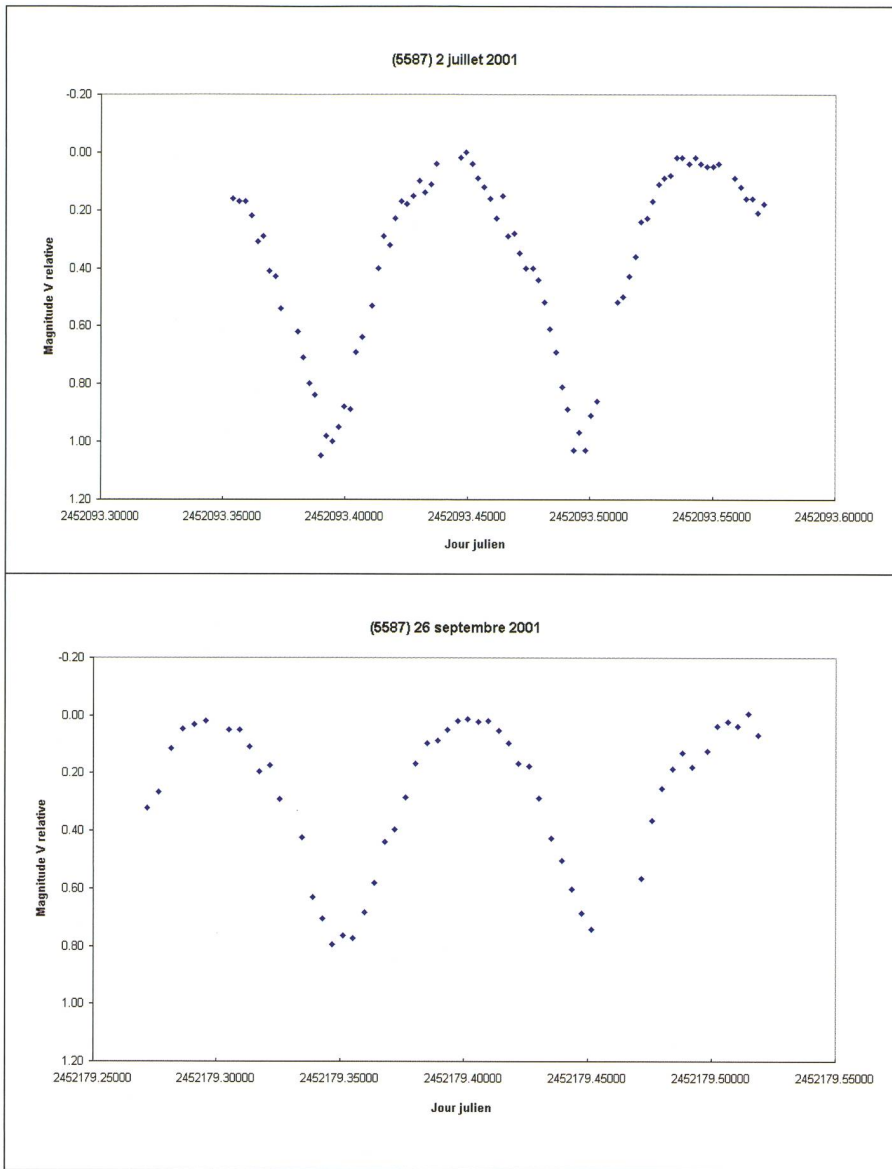 (5587) 2 juillet 2001
Magnitude V relative
-0.20
0.00
0.20
0.40
0.60
0.80
1.00
1.20
2452093.30000 2452093.35000 2452093.40000 2452093.45000 2452093.50000 2452093.55000 2452093.60000
Jour julien
(5587) 26 septembre 2001
Magnitude V relative
-0.20
0.00
0.20
0.40
0.60
0.80
1.00
1.20
2452179.25000 2452179.30000 2452179.35000 2452179.40000 2452179.45000 2452179.50000 2452179.55000
Jour julien